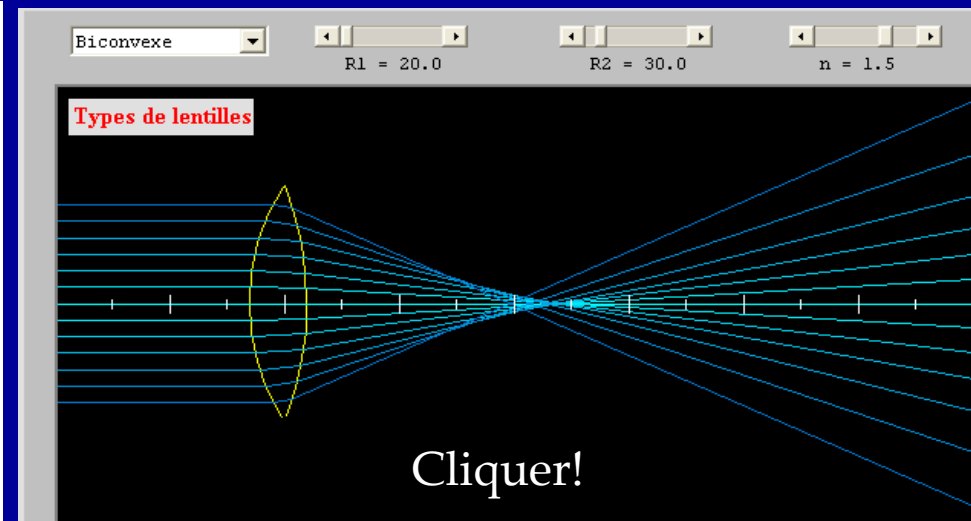 Biconvexe
R1 = 20.0
R2 = 30.0
n = 1.5
Types de lentilles
Cliquer!